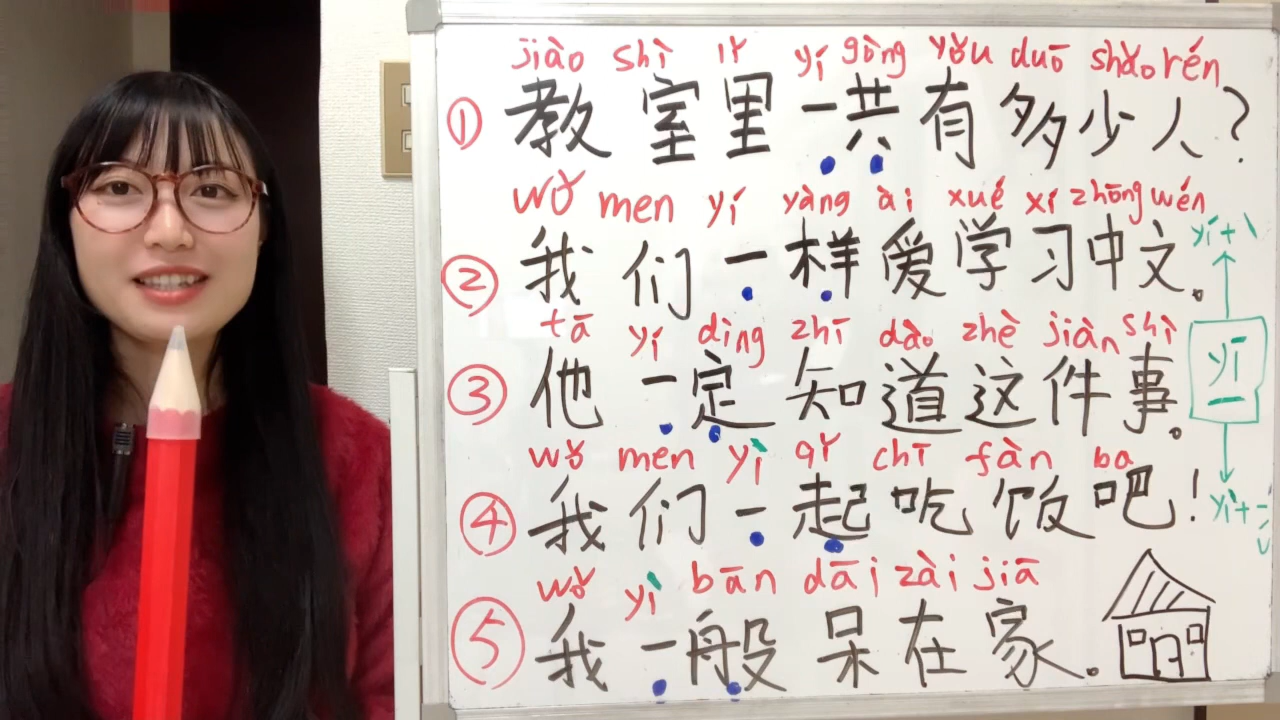 jiào shì lǐ yí gòng yǒu duō shǎo rén
① 教室里一共有多少人?
wǒ men yí yàng ài xué xí zhōng wén
② 我们一样爱学习中文。
tā yí dìng zhī dào zhè jiàn shì
③ 他一定知道这件事。
wǒ men yì qǐ chī fàn ba
④ 我们一起吃饭吧!
wǒ yì bān dāi zài jiā
⑤ 我一般呆在家。
yí+ˋ
yī
一
yì+ˉˊˇ